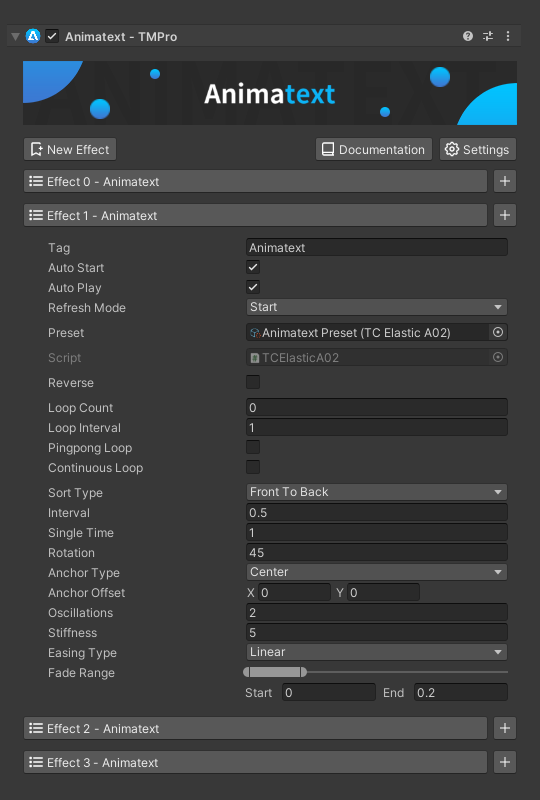 Animatext - TMPro
Animatext
New Effect Documentation Settings
Effect 0 - Animatext
Effect 1 - Animatext
Tag Animatext
Auto Start
Auto Play
Refresh Mode Start
Preset Animatext Preset (TC Elastic A02)
Script TCElasticA02
Reverse
Loop Count 0
Loop Interval 1
Pingpong Loop
Continuous Loop
Sort Type Front To Back
Interval 0.5
Single Time 1
Rotation 45
Anchor Type Center
Anchor Offset X 0 Y 0
Oscillations 2
Stiffness 5
Easing Type Linear
Fade Range
Start 0 End 0.2
Effect 2 - Animatext
Effect 3 - Animatext